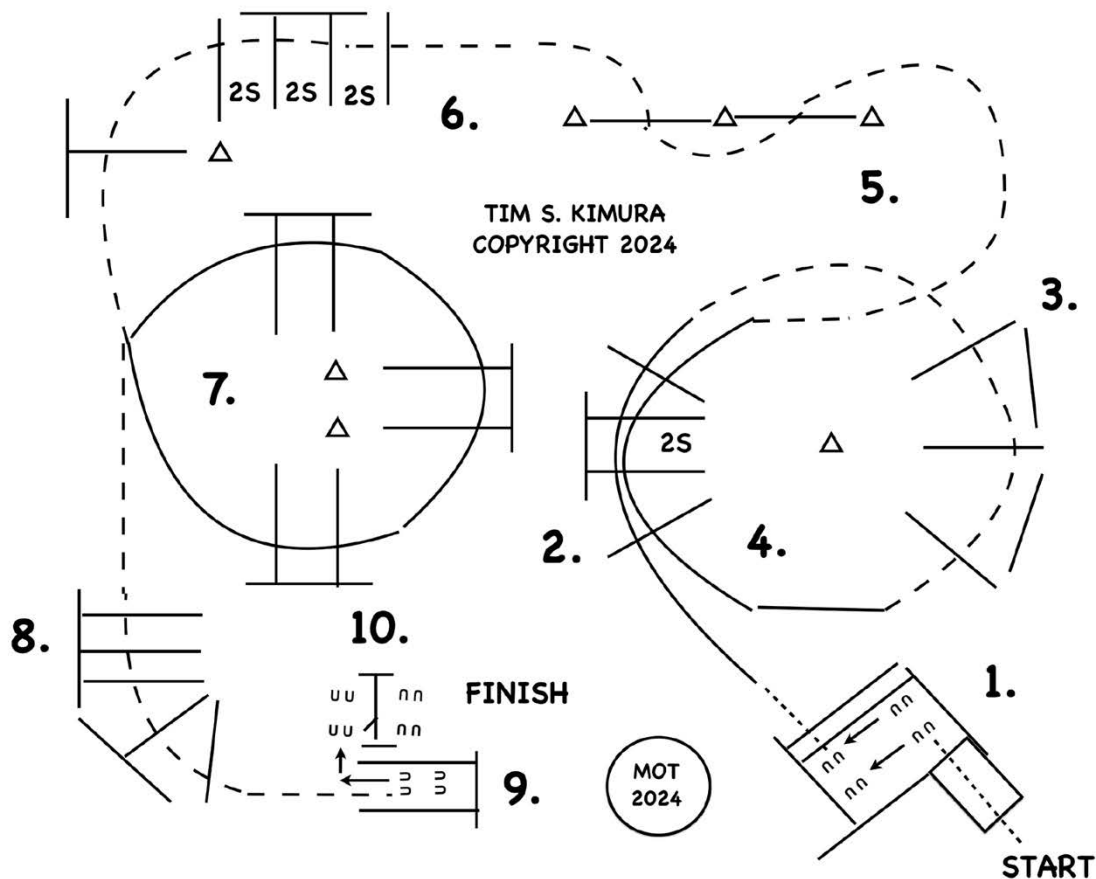 2S 2S 2S
6.
5.
TIM S. KIMURA
COPYRIGHT 2024
3.
7.
2S
2.
4.
8.
10.
FINISH
1.
9.
MOT
2024
START